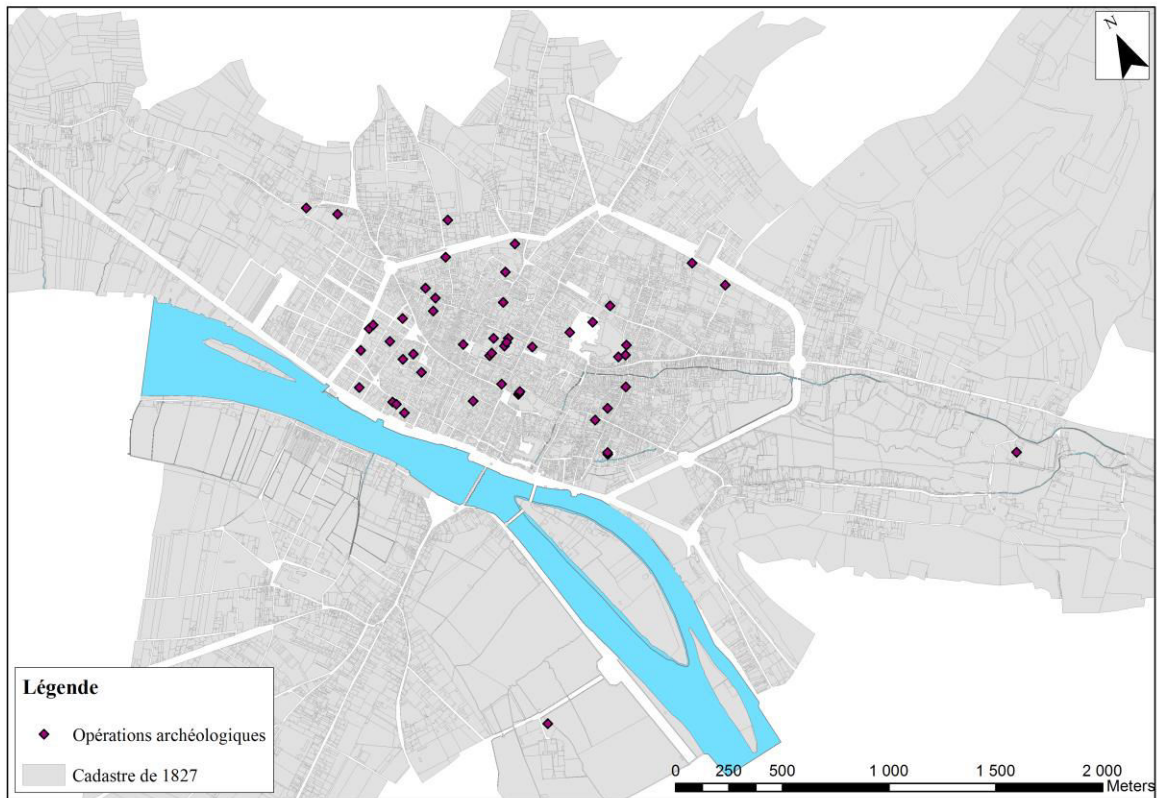 N
Légende
Opérations archéologiques
Cadastre de 1827
0 250 500 1 000 1 500 2 000
Meters